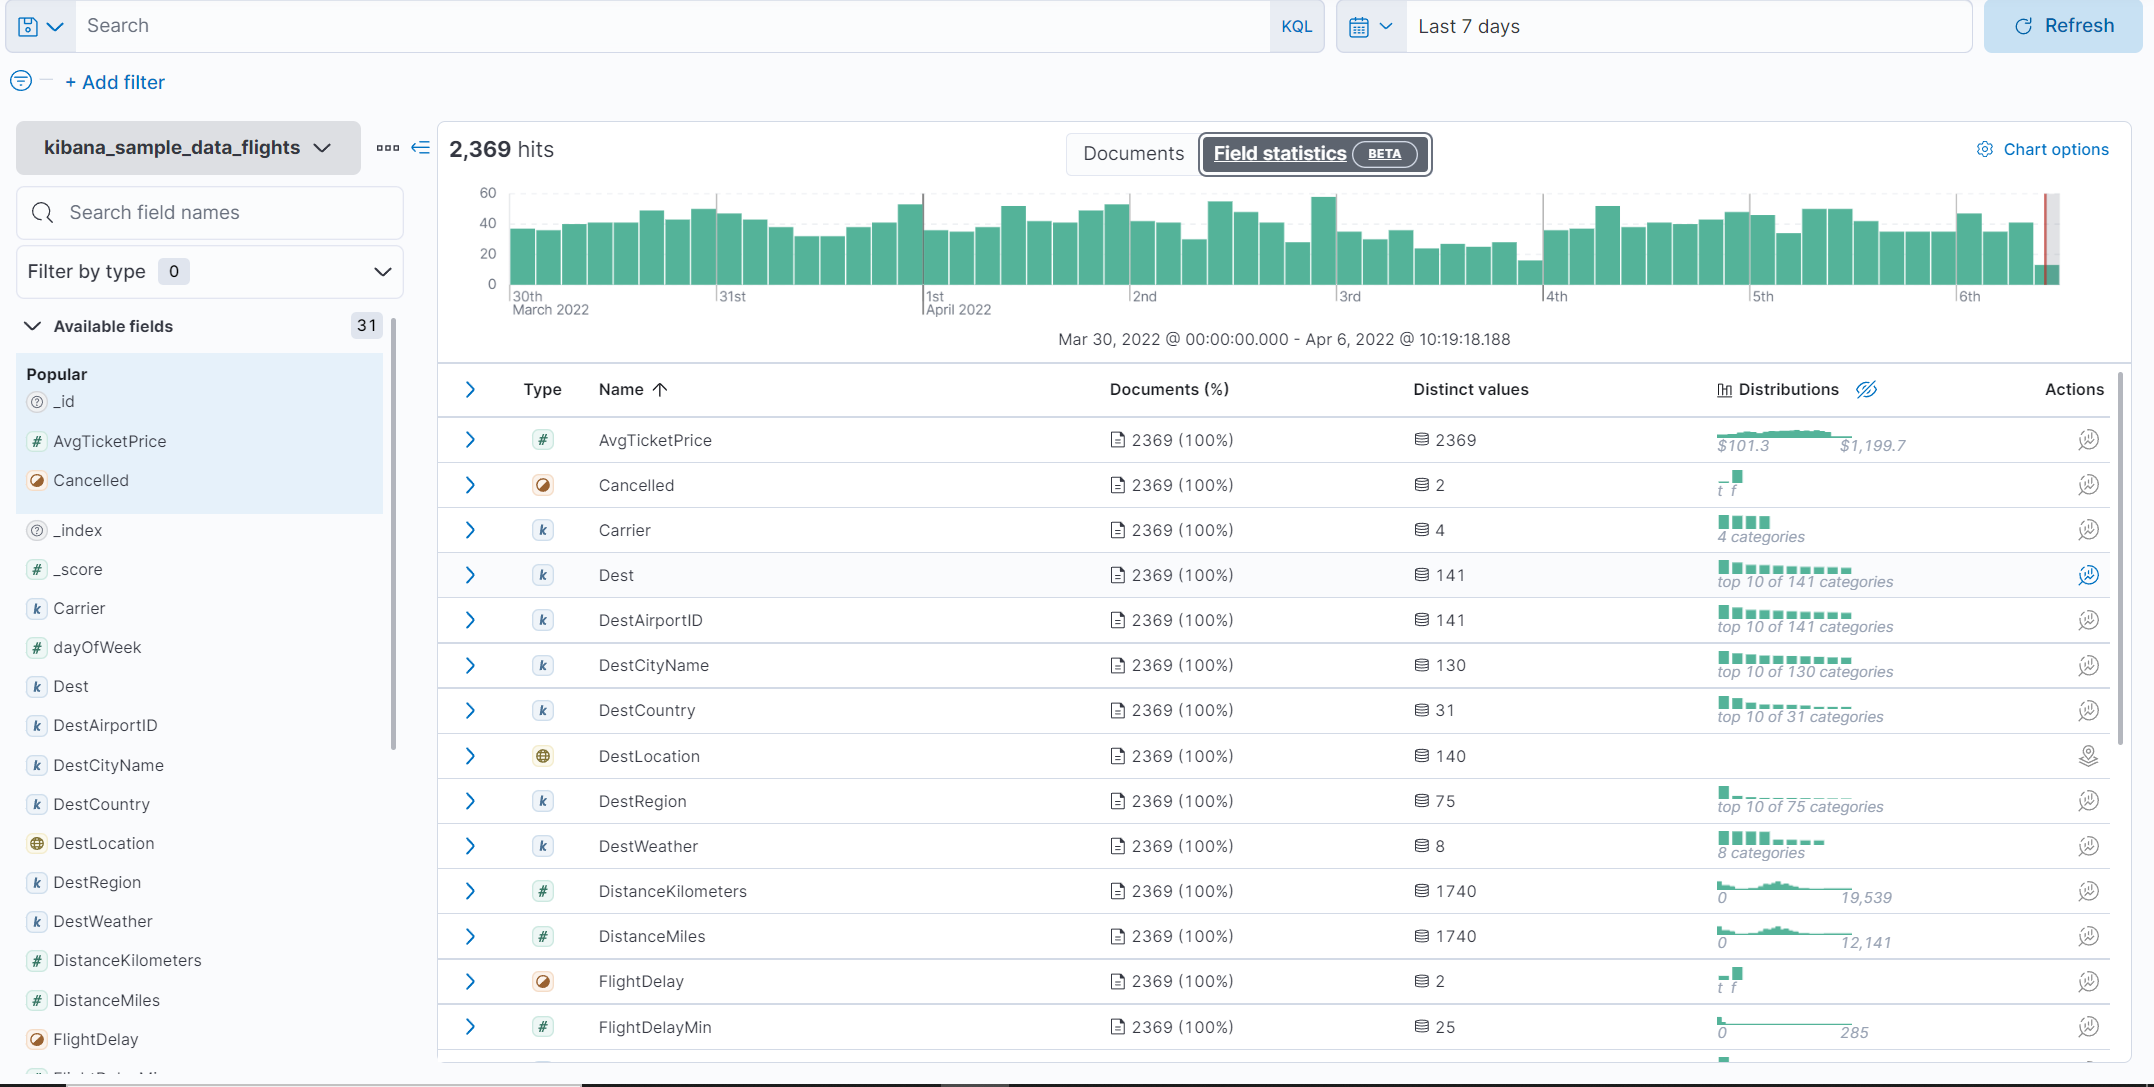 Search KQL Last 7 days Refresh
+ Add filter
kibana_sample_data_flights
Search field names
Filter by type 0
Available fields 31
Popular
_id
AvgTicketPrice
Cancelled
_index
_score
Carrier
dayOfWeek
Dest
DestAirportID
DestCityName
DestCountry
DestLocation
DestRegion
DestWeather
DistanceKilometers
DistanceMiles
FlightDelay
2,369 hits
Documents Field statistics BETA
Chart options
60
40
20
0
30th 31st 1st 2nd 3rd 4th 5th 6th
March 2022 April 2022
Mar 30, 2022 @ 00:00:00.000 - Apr 6, 2022 @ 10:19:18.188
Type Name Documents (%) Distinct values Distributions Actions
# AvgTicketPrice 2369 (100%) 2369 $101.3 $1,199.7
Cancelled 2369 (100%) 2 t f
k Carrier 2369 (100%) 4 4 categories
k Dest 2369 (100%) 141 top 10 of 141 categories
k DestAirportID 2369 (100%) 141 top 10 of 141 categories
k DestCityName 2369 (100%) 130 top 10 of 130 categories
k DestCountry 2369 (100%) 31 top 10 of 31 categories
DestLocation 2369 (100%) 140
k DestRegion 2369 (100%) 75 top 10 of 75 categories
k DestWeather 2369 (100%) 8 8 categories
# DistanceKilometers 2369 (100%) 1740 0 19,539
# DistanceMiles 2369 (100%) 1740 0 12,141
FlightDelay 2369 (100%) 2 t f
# FlightDelayMin 2369 (100%) 25 0 285